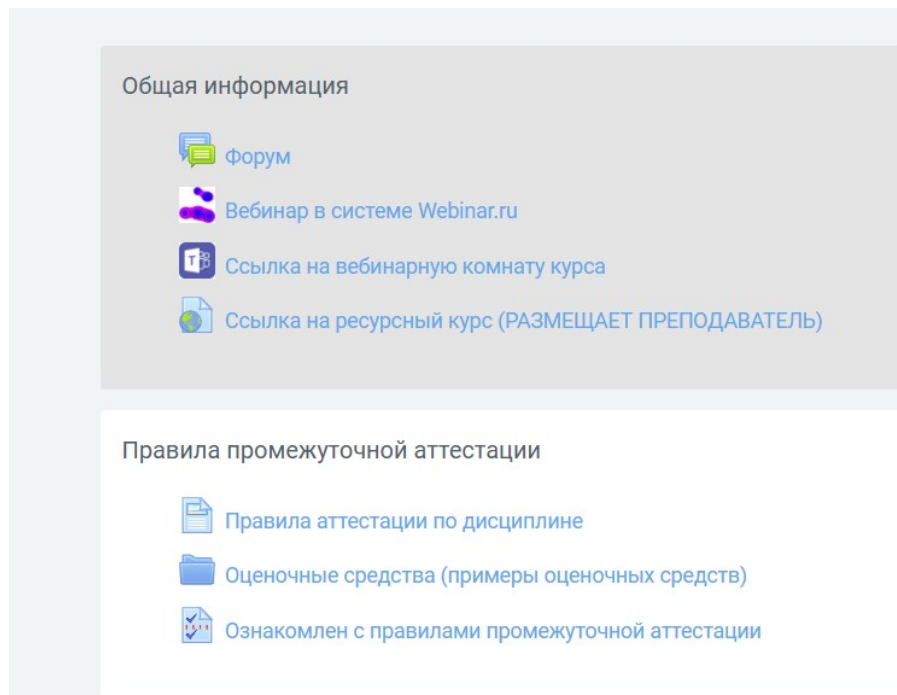 Общая информация
Форум
Вебинар в системе Webinar.ru
Ссылка на вебинарную комнату курса
Ссылка на ресурсный курс (РАЗМЕЩАЕТ ПРЕПОДАВАТЕЛЬ)
Правила промежуточной аттестации
Правила аттестации по дисциплине
Оценочные средства (примеры оценочных средств)
Ознакомлен с правилами промежуточной аттестации